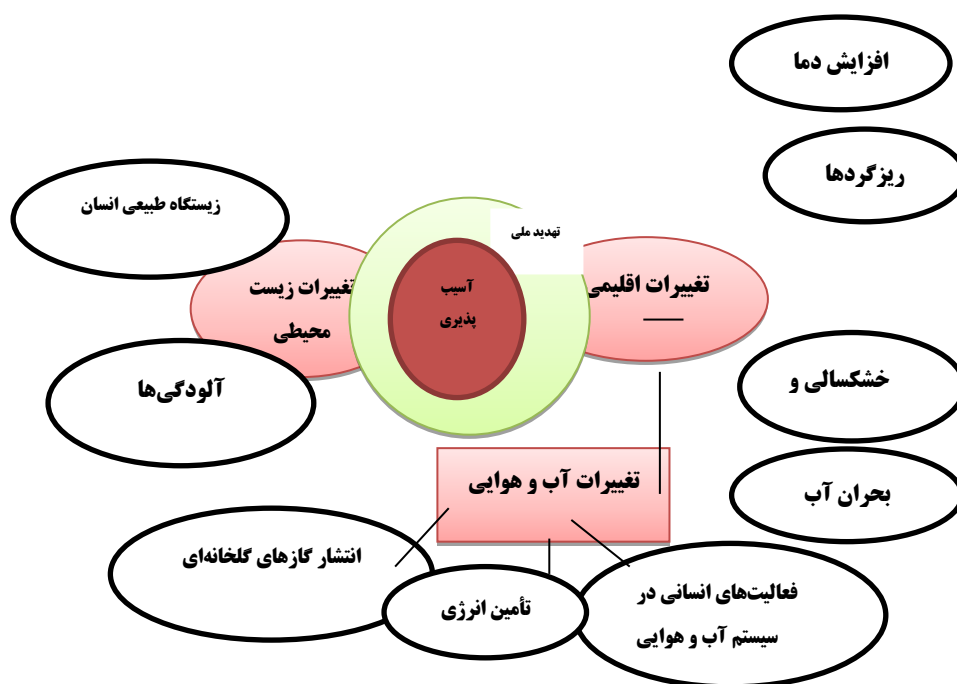 افزایش دما
ریزگردها
زیستگاه طبیعی انسان
تهدید ملی
تغییرات اقلیمی
آسیب
پذیری
تغییرات زیست
محیطی
خشکسالی و
آلودگی‌ها
تغییرات آب و هوایی
بحران آب
انتشار گازهای گلخانه‌ای
فعالیت‌های انسانی در
سیستم آب و هوایی
تأمین انرژی